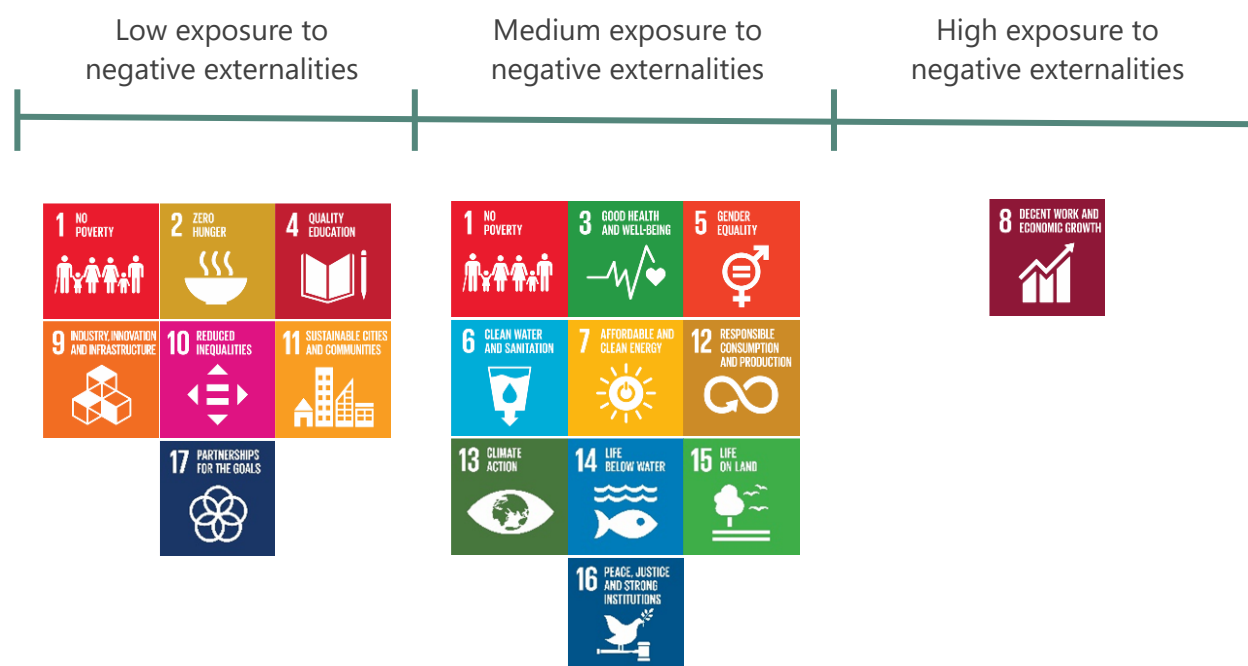 Low exposure to
negative externalities
Medium exposure to
negative externalities
High exposure to
negative externalities
1 NO
POVERTY
2 ZERO
HUNGER
4 QUALITY
EDUCATION
9 INDUSTRY, INNOVATION
AND INFRASTRUCTURE
10 REDUCED
INEQUALITIES
11 SUSTAINABLE CITIES
AND COMMUNITIES
17 PARTNERSHIPS
FOR THE GOALS
1 NO
POVERTY
3 GOOD HEALTH
AND WELL-BEING
5 GENDER
EQUALITY
6 CLEAN WATER
AND SANITATION
7 AFFORDABLE AND
CLEAN ENERGY
12 RESPONSIBLE
CONSUMPTION
AND PRODUCTION
13 CLIMATE
ACTION
14 LIFE
BELOW WATER
15 LIFE
ON LAND
16 PEACE, JUSTICE
AND STRONG
INSTITUTIONS
8 DECENT WORK AND
ECONOMIC GROWTH